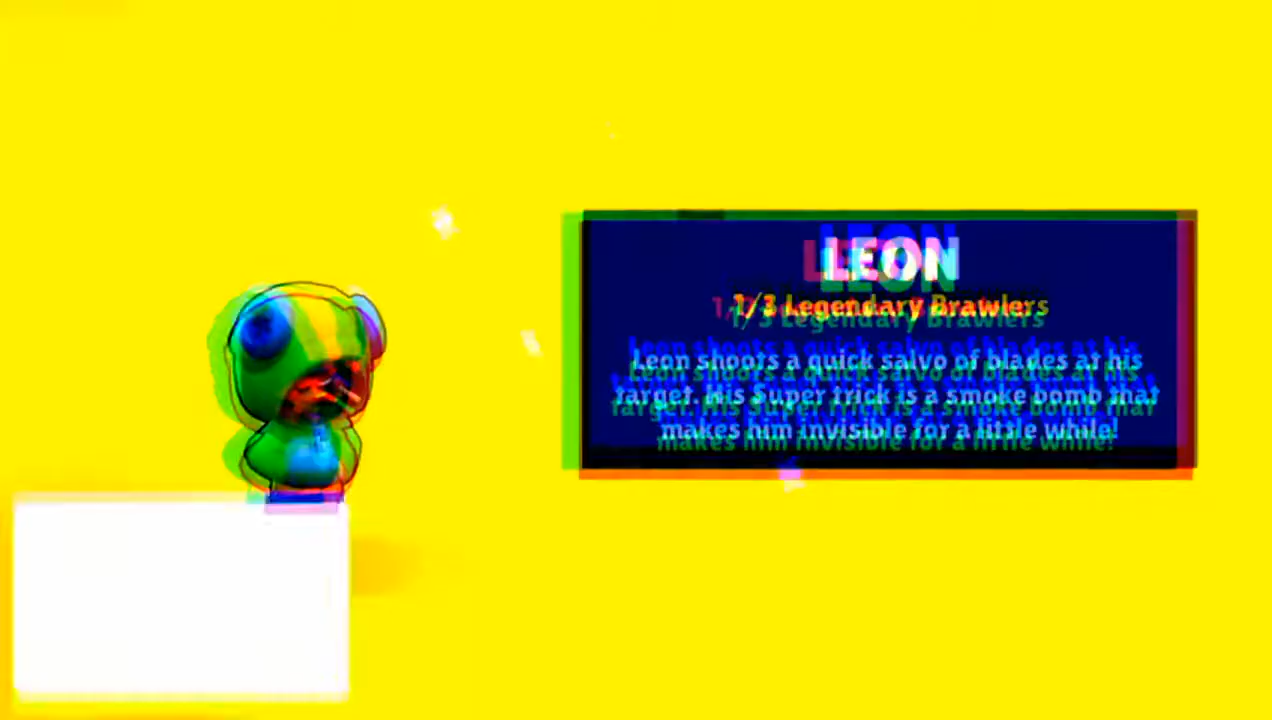 LEON
1/3 Legendary Brawlers
Leon shoots a quick salvo of blades at his
target. His Super trick is a smoke bomb that
makes him invisible for a little while!